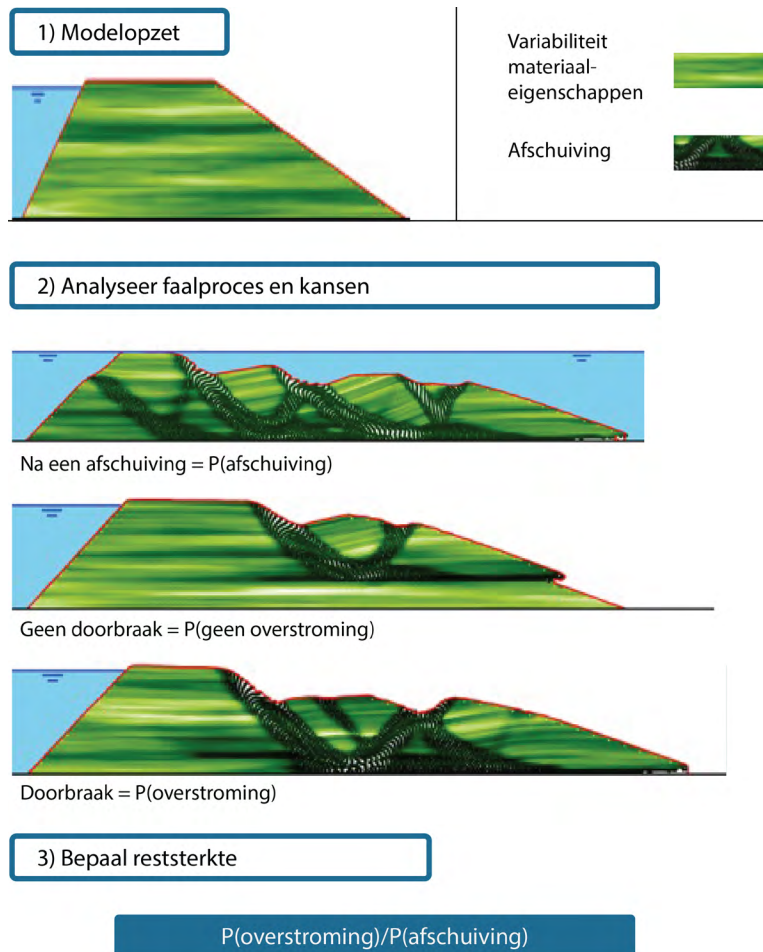 1) Modelopzet
Variabiliteit
materiaal-
eigenschappen
Afschuiving
2) Analyseer faalproces en kansen
Na een afschuiving = P(afschuiving)
Geen doorbraak = P(geen overstroming)
Doorbraak = P(overstroming)
3) Bepaal reststerkte
P(overstroming)/P(afschuiving)